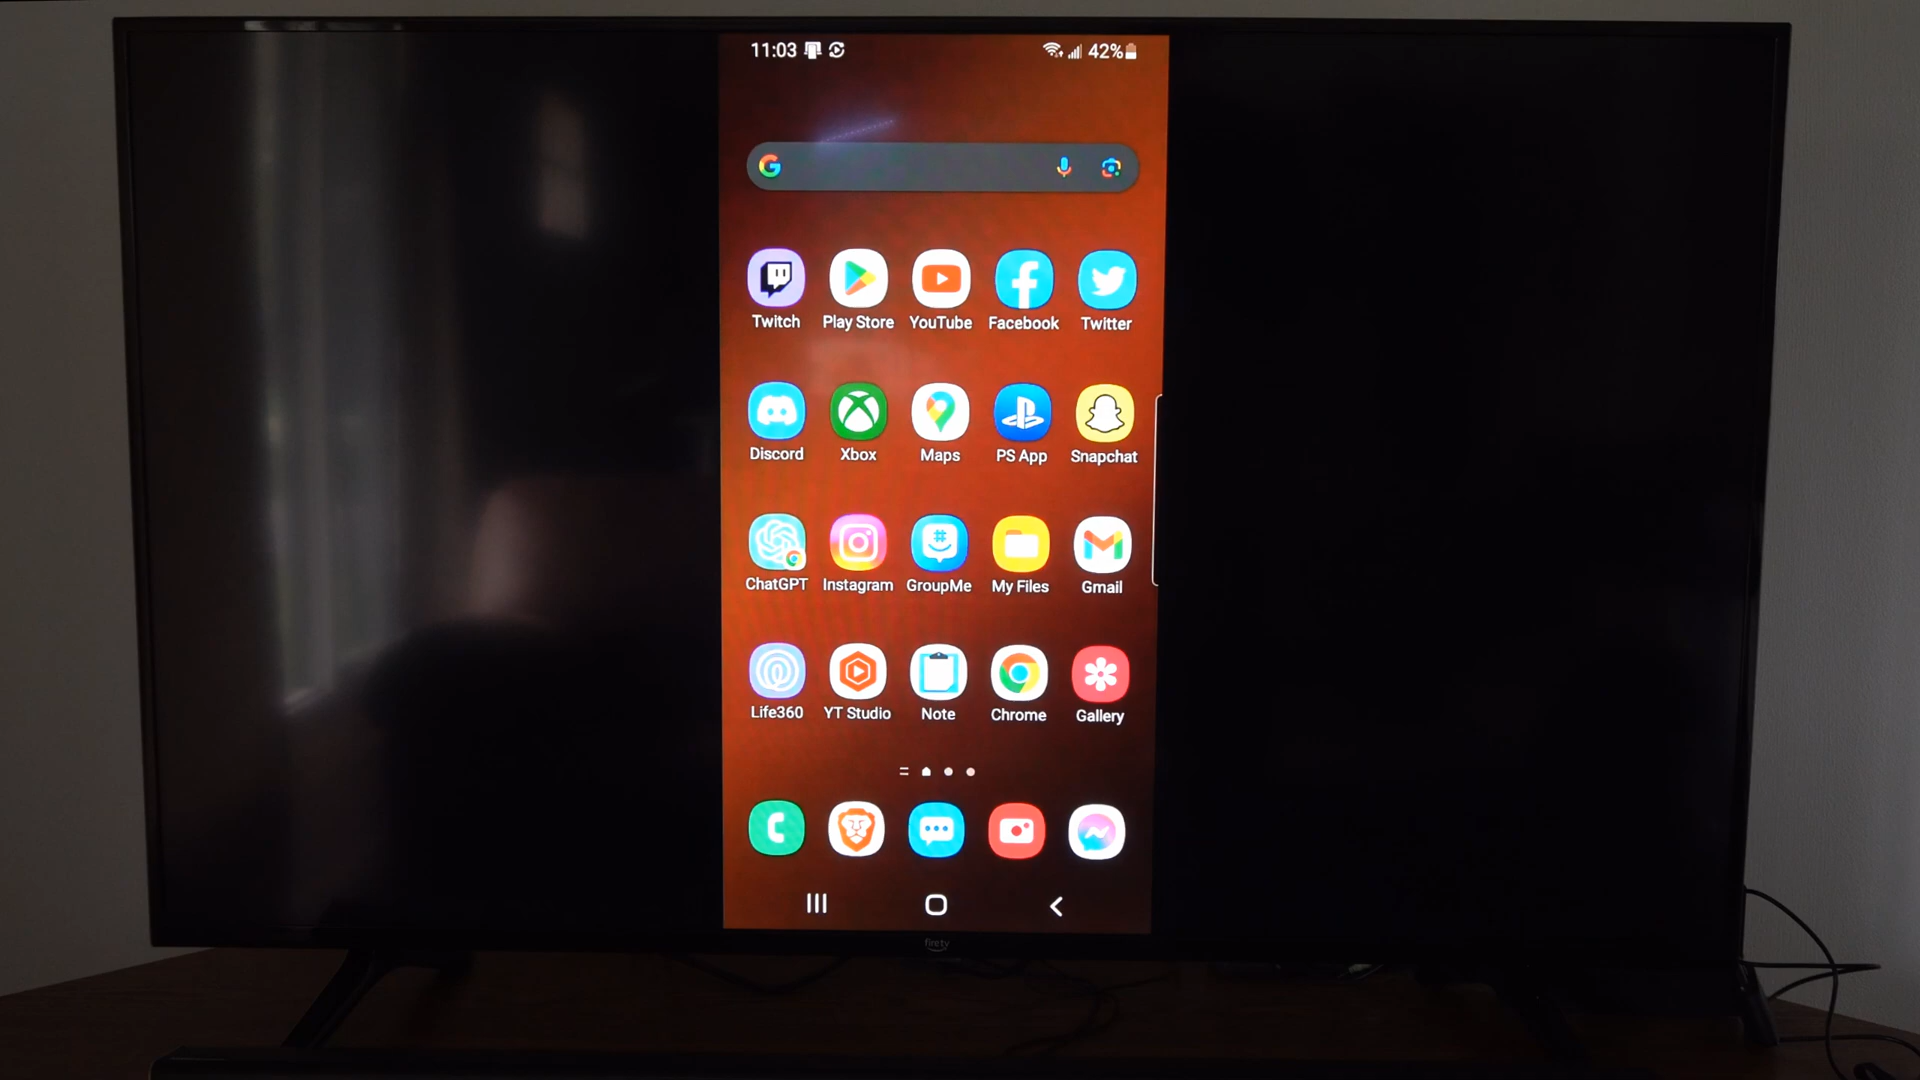 11:03 42%
Twitch Play Store YouTube Facebook Twitter
Discord Xbox Maps PS App Snapchat
ChatGPT Instagram GroupMe My Files Gmail
Life360 YT Studio Note Chrome Gallery
firetv